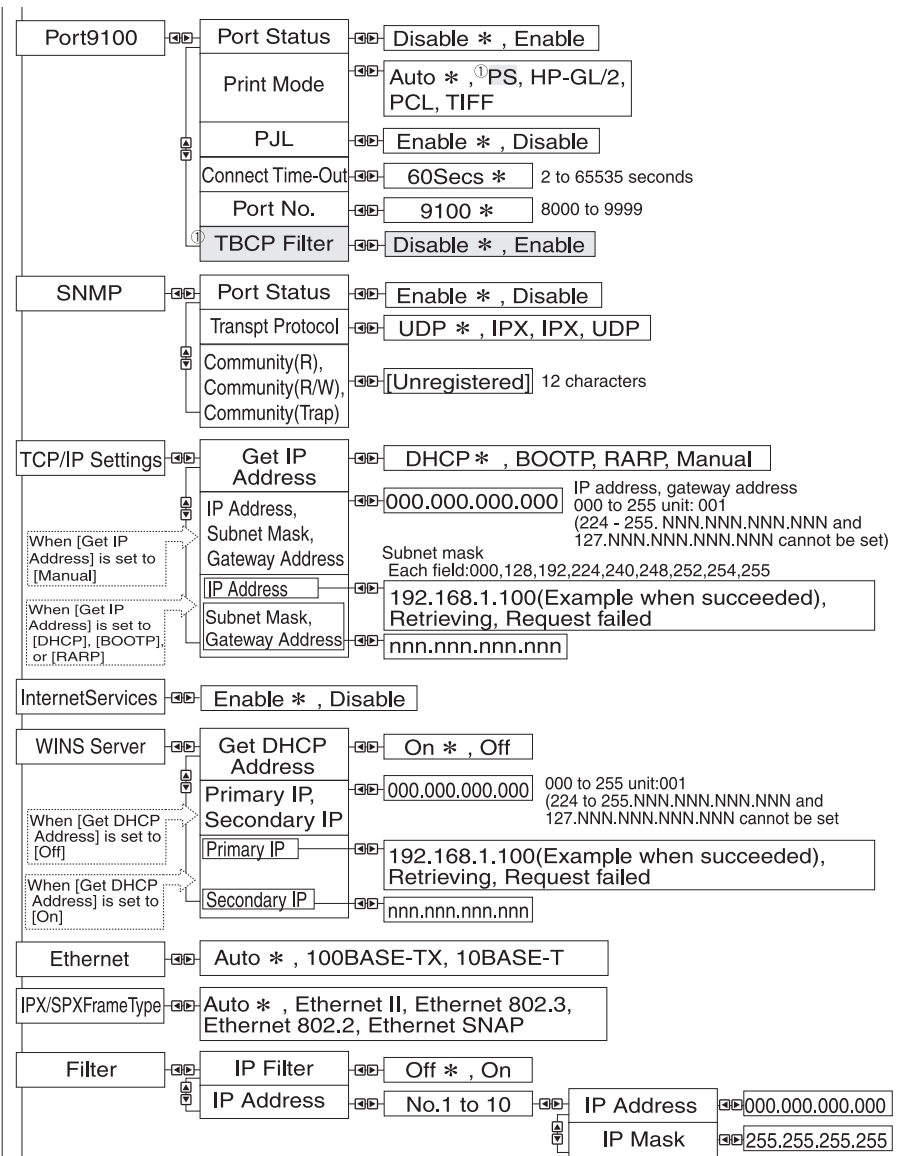 Port9100
Port Status
Disable * , Enable
Print Mode
Auto * , ①PS, HP-GL/2,
PCL, TIFF
PJL
Enable * , Disable
Connect Time-Out
60Secs *
2 to 65535 seconds
Port No.
9100 *
8000 to 9999
① TBCP Filter
Disable * , Enable
SNMP
Port Status
Enable * , Disable
Transpt Protocol
UDP * , IPX, IPX, UDP
Community(R),
Community(R/W),
Community(Trap)
[Unregistered]
12 characters
TCP/IP Settings
Get IP
Address
DHCP * , BOOTP, RARP, Manual
When [Get IP
Address] is set to
[Manual]
IP Address,
Subnet Mask,
Gateway Address
000.000.000.000
IP address, gateway address
000 to 255 unit: 001
(224 - 255. NNN.NNN.NNN.NNN and
127.NNN.NNN.NNN.NNN cannot be set)
Subnet mask
Each field:000,128,192,224,240,248,252,254,255
When [Get IP
Address] is set to
[DHCP], [BOOTP],
or [RARP]
IP Address
192.168.1.100(Example when succeeded),
Retrieving, Request failed
Subnet Mask,
Gateway Address
nnn.nnn.nnn.nnn
InternetServices
Enable * , Disable
WINS Server
Get DHCP
Address
On * , Off
When [Get DHCP
Address] is set to
[Off]
Primary IP,
Secondary IP
000.000.000.000
000 to 255 unit:001
(224 to 255.NNN.NNN.NNN.NNN and
127.NNN.NNN.NNN.NNN cannot be set
When [Get DHCP
Address] is set to
[On]
Primary IP
192.168.1.100(Example when succeeded),
Retrieving, Request failed
Secondary IP
nnn.nnn.nnn.nnn
Ethernet
Auto * , 100BASE-TX, 10BASE-T
IPX/SPXFrameType
Auto * , Ethernet II, Ethernet 802.3,
Ethernet 802.2, Ethernet SNAP
Filter
IP Filter
Off * , On
IP Address
No.1 to 10
IP Address
000.000.000.000
IP Mask
255.255.255.255